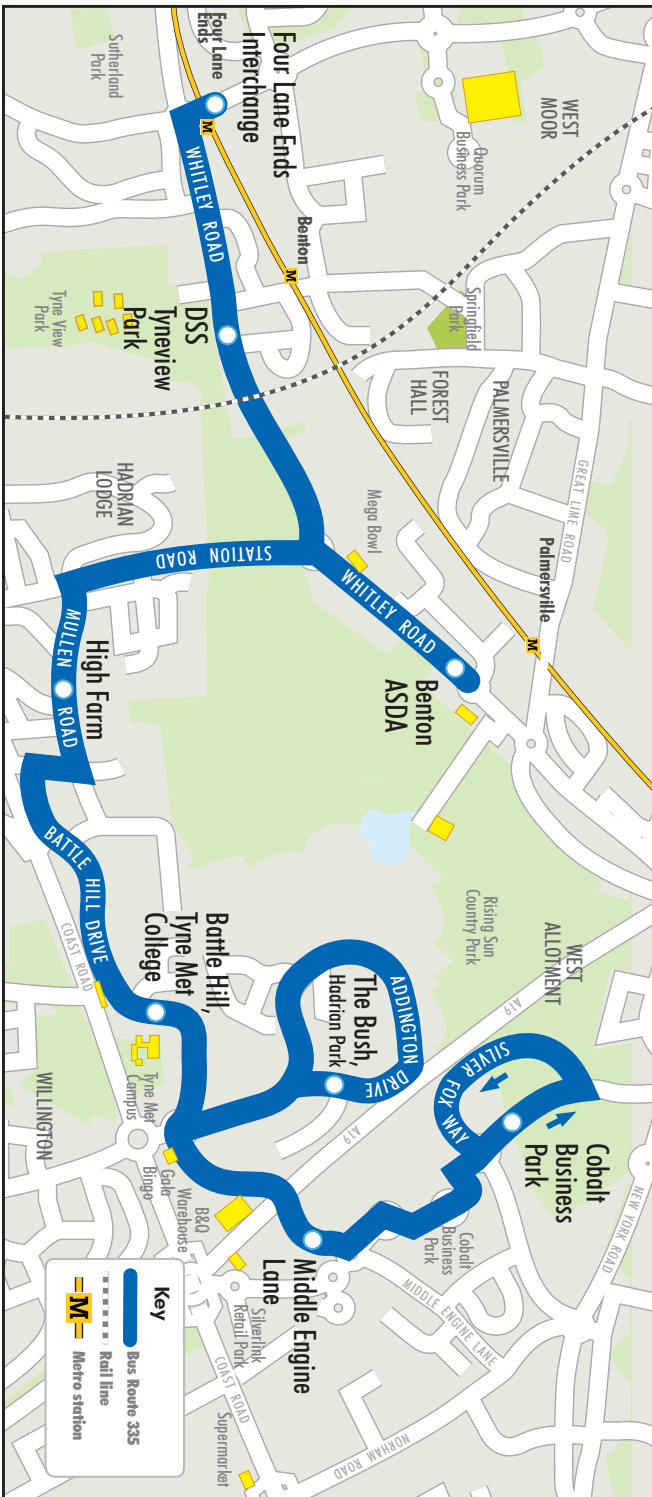 Sutherland
Park
Four Lane
Ends
Four Lane Ends
Interchange
M
WHITLEY ROAD
WEST
MOOR
Quorum
Business Park
Benton
M
Springfield
Park
DSS
Tyneview
Park
Tyne View
Park
FOREST
HALL
PALMERSVILLE
GREAT LIME ROAD
HADRIAN
LODGE
Mega Bowl
STATION ROAD
WHITLEY ROAD
Palmersville
M
Benton
ASDA
MULLEN ROAD
High Farm
BATTLE HILL DRIVE
COAST ROAD
Battle Hill,
Tyne Met
College
Rising Sun
Country Park
WEST
ALLOTMENT
A19
The Bush,
Hadrian Park
ADDINGTON DRIVE
SILVER FOX WAY
Cobalt
Business
Park
NEW YORK ROAD
WILLINGTON
Tyne Met
Campus
Gala
Bingo
B&Q
Warehouse
A19
Cobalt
Business
Park
Middle Engine
Lane
MIDDLE ENGINE LANE
Silverlink
Retail Park
COAST ROAD
NORHAM ROAD
Supermarket
Key
Bus Route 335
Rail line
M
Metro station